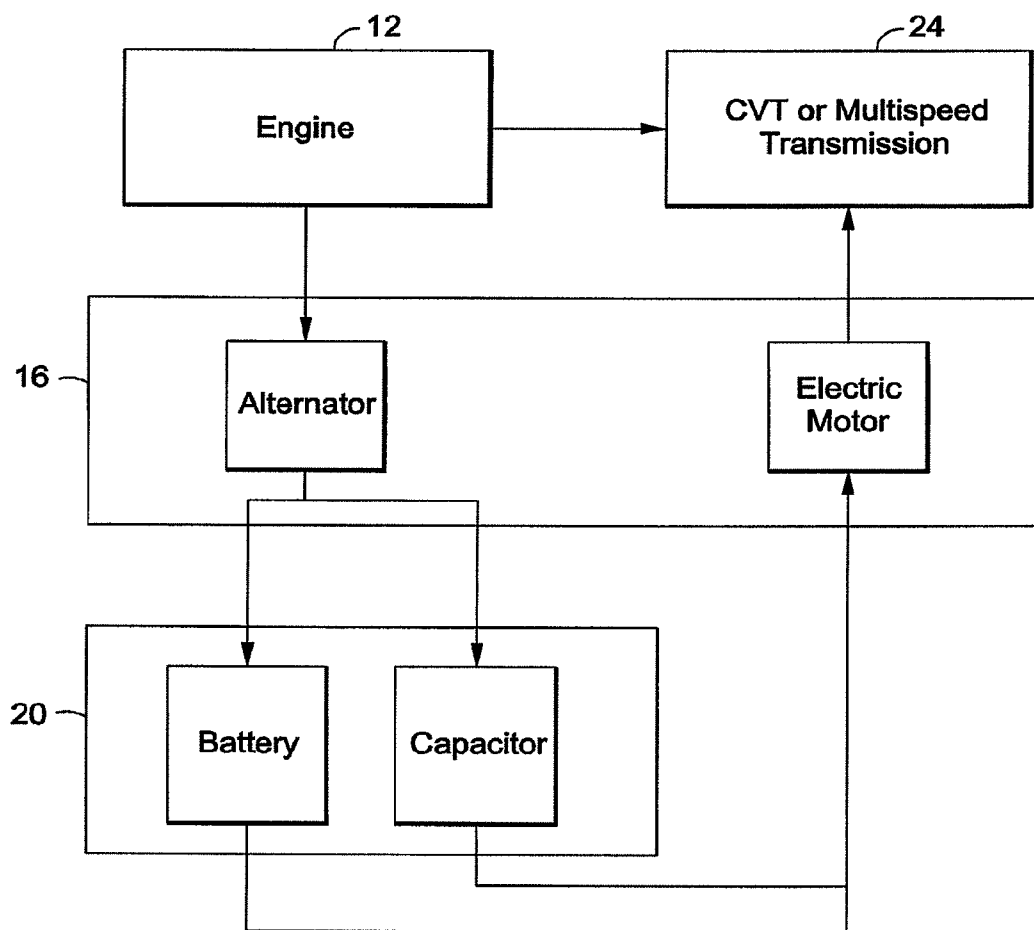 12
24
Engine
CVT or Multispeed
Transmission
16
Alternator
Electric
Motor
20
Battery
Capacitor